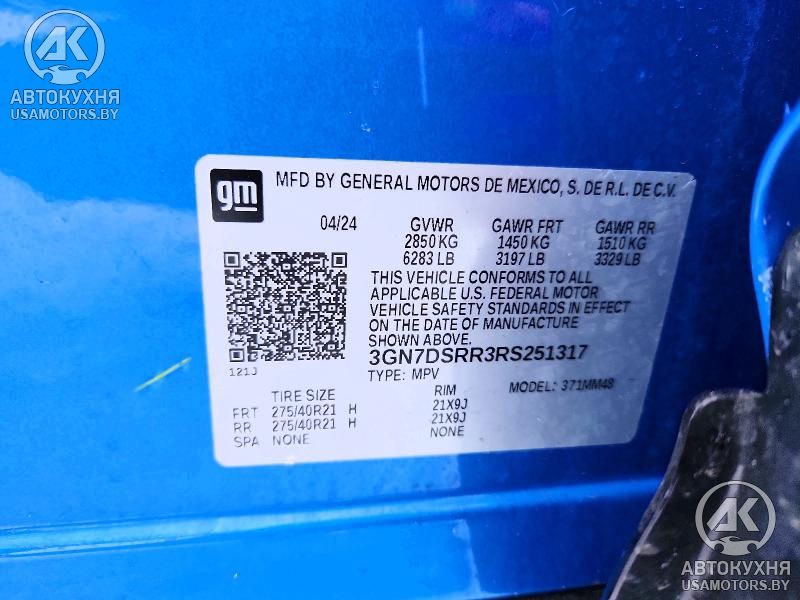 AK
АВТОКУХНЯ
USAMOTORS.BY
gm
MFD BY GENERAL MOTORS DE MEXICO, S. DE R.L. DE C.V.
04/24 GVWR GAWR FRT GAWR RR
2850 KG 1450 KG 1510 KG
6283 LB 3197 LB 3329 LB
THIS VEHICLE CONFORMS TO ALL
APPLICABLE U.S. FEDERAL MOTOR
VEHICLE SAFETY STANDARDS IN EFFECT
ON THE DATE OF MANUFACTURE
SHOWN ABOVE.
3GN7DSRR3RS251317
121J
TYPE: MPV MODEL: 371MM48
TIRE SIZE RIM
FRT 275/40R21 H 21X9J
RR 275/40R21 H 21X9J
SPA NONE NONE
AK
АВТОКУХНЯ
USAMOTORS.BY